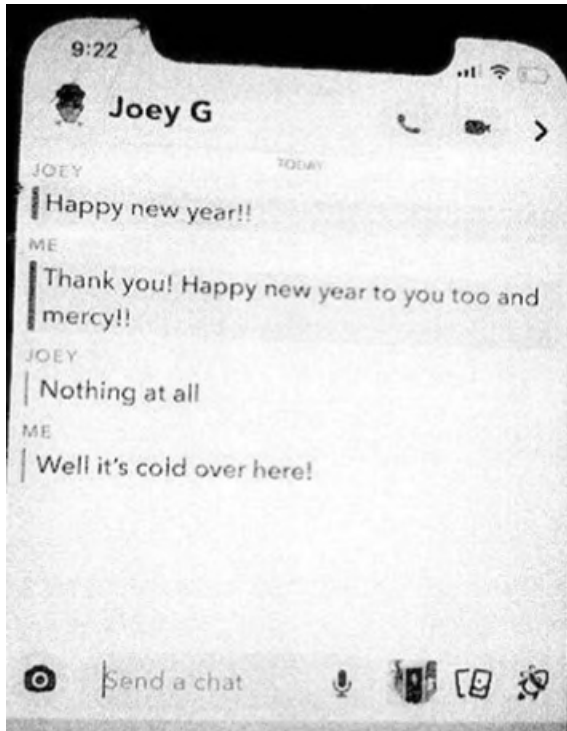 9:22
Joey G
TODAY
JOEY
Happy new year!!
ME
Thank you! Happy new year to you too and
mercy!!
JOEY
Nothing at all
ME
Well it's cold over here!
Send a chat